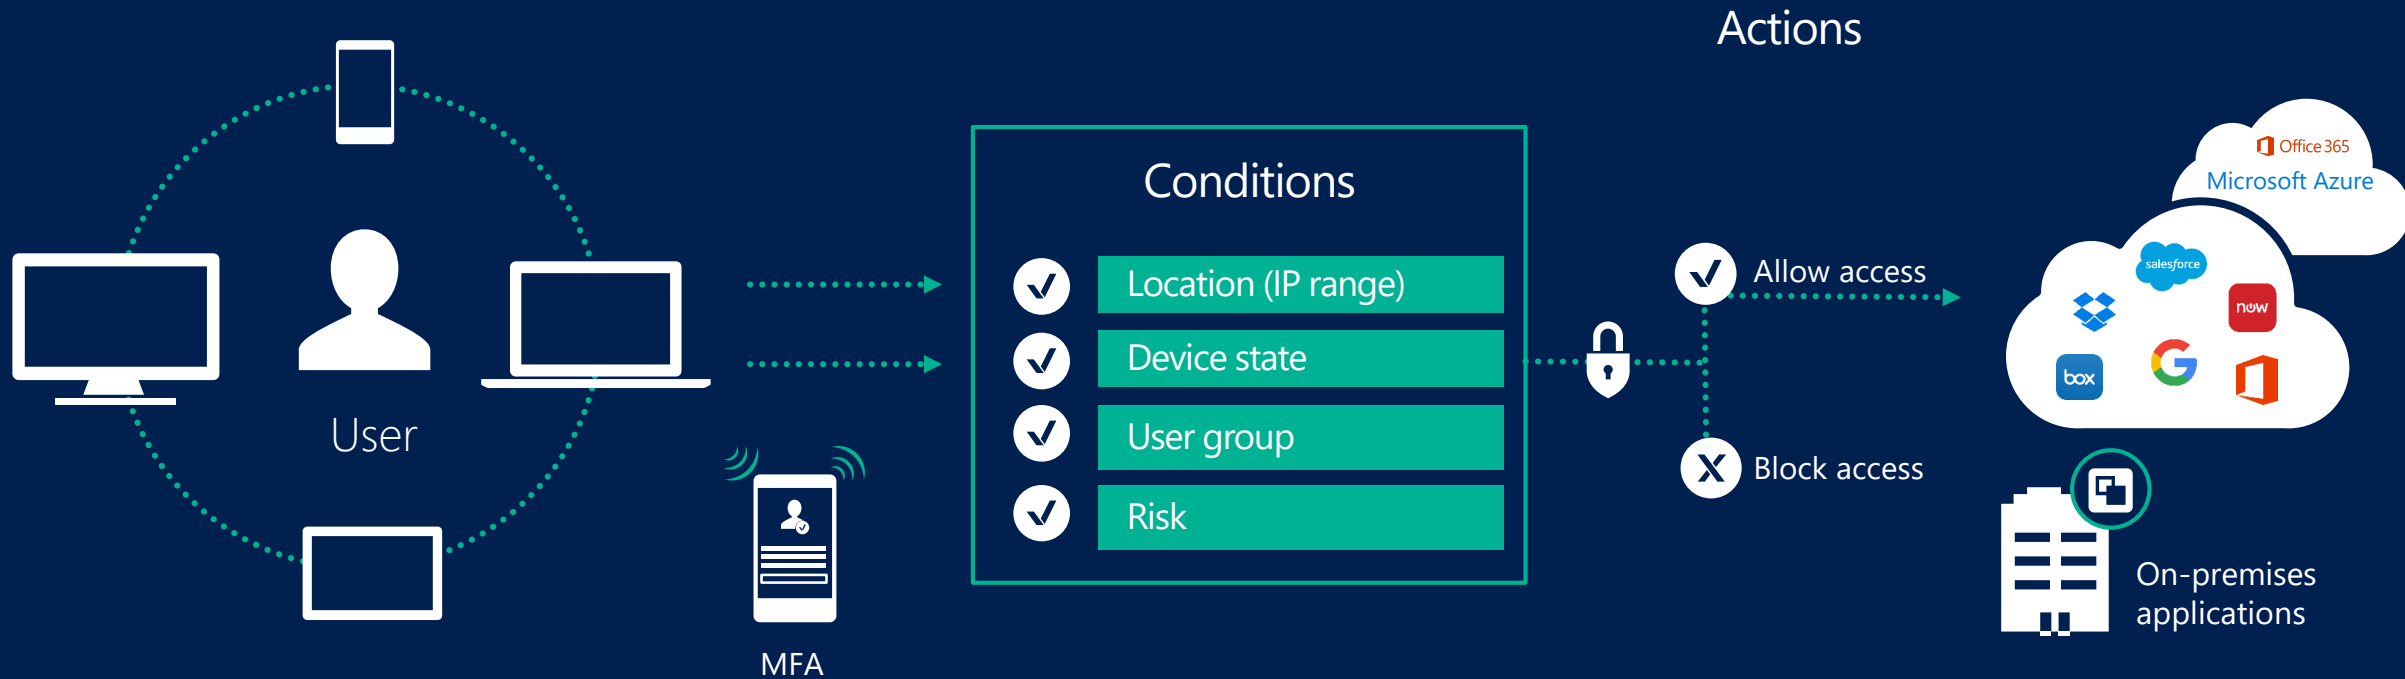 Actions
User
MFA
Conditions
Location (IP range)
Device state
User group
Risk
Allow access
Block access
Office 365
Microsoft Azure
salesforce
now
box
On-premises
applications